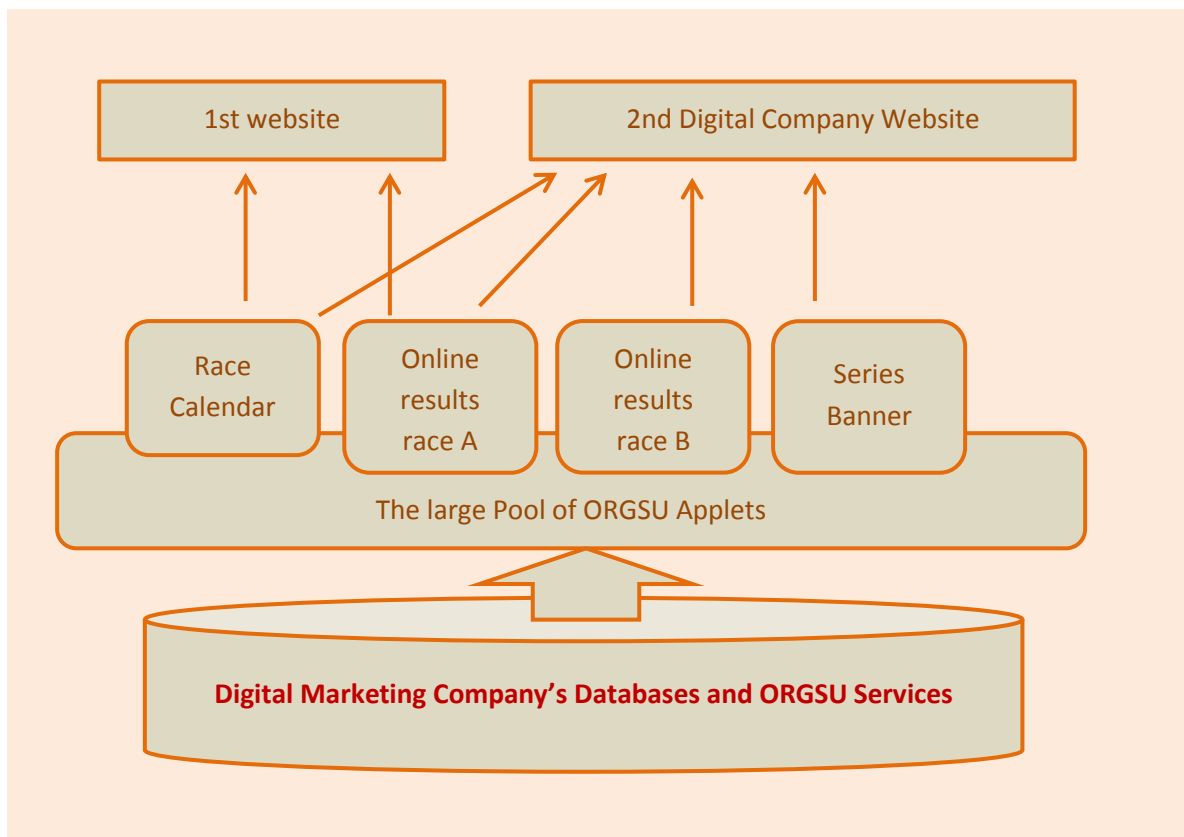 1st website
2nd Digital Company Website
Race
Calendar
Online
results
race A
Online
results
race B
Series
Banner
The large Pool of ORGSU Applets
Digital Marketing Company’s Databases and ORGSU Services